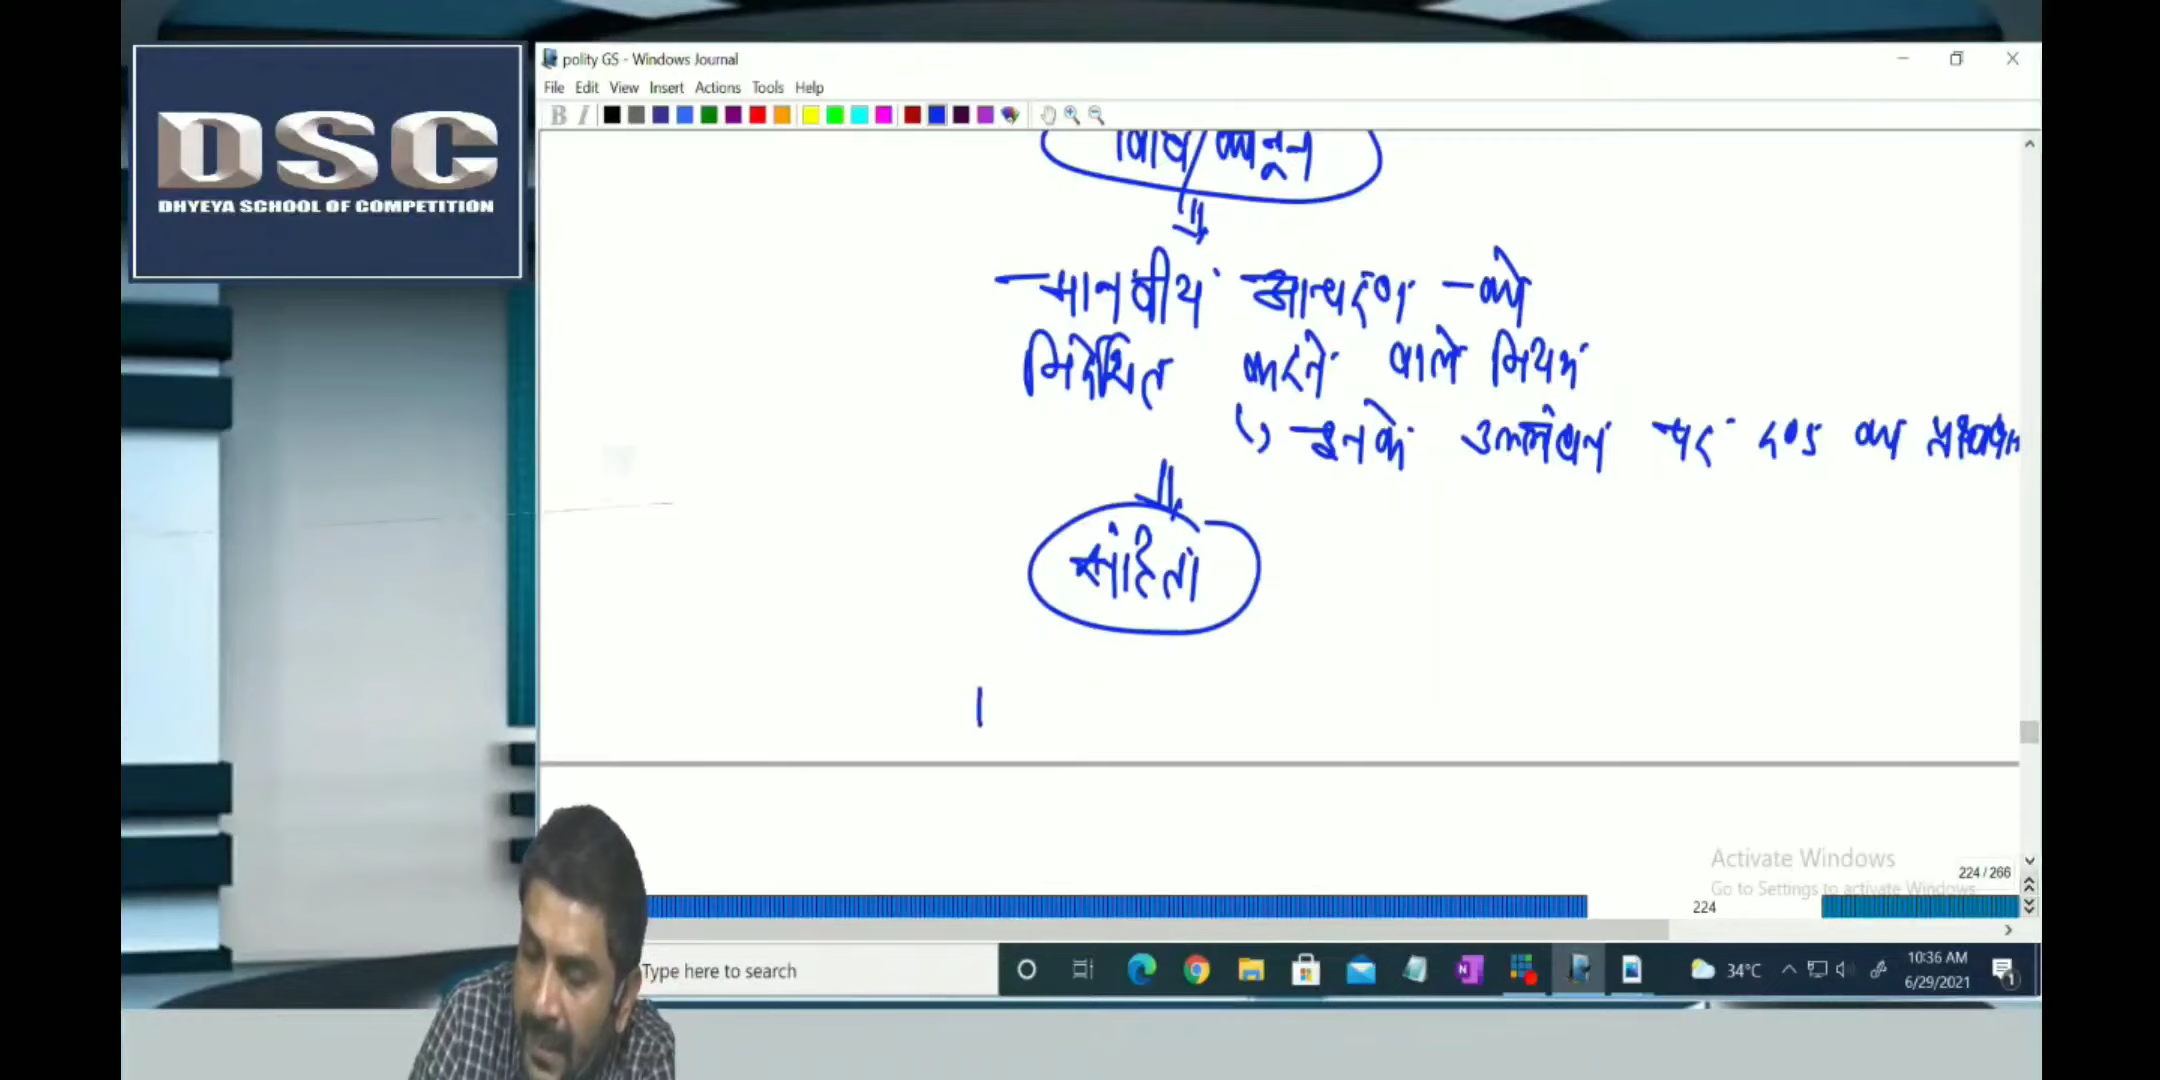 polity GS - Windows Journal
File Edit View Insert Actions Tools Help
DSC
DHYEYA SCHOOL OF COMPETITION
विधि/कानून
मानवीय आचरण को
निर्देशित करने वाले नियम
इनके उल्लंघन पर दण्ड का
संहिता
Activate Windows
Go to Settings to activate Windows.
224 / 266
224
Type here to search
34°C
10:36 AM
6/29/2021
1